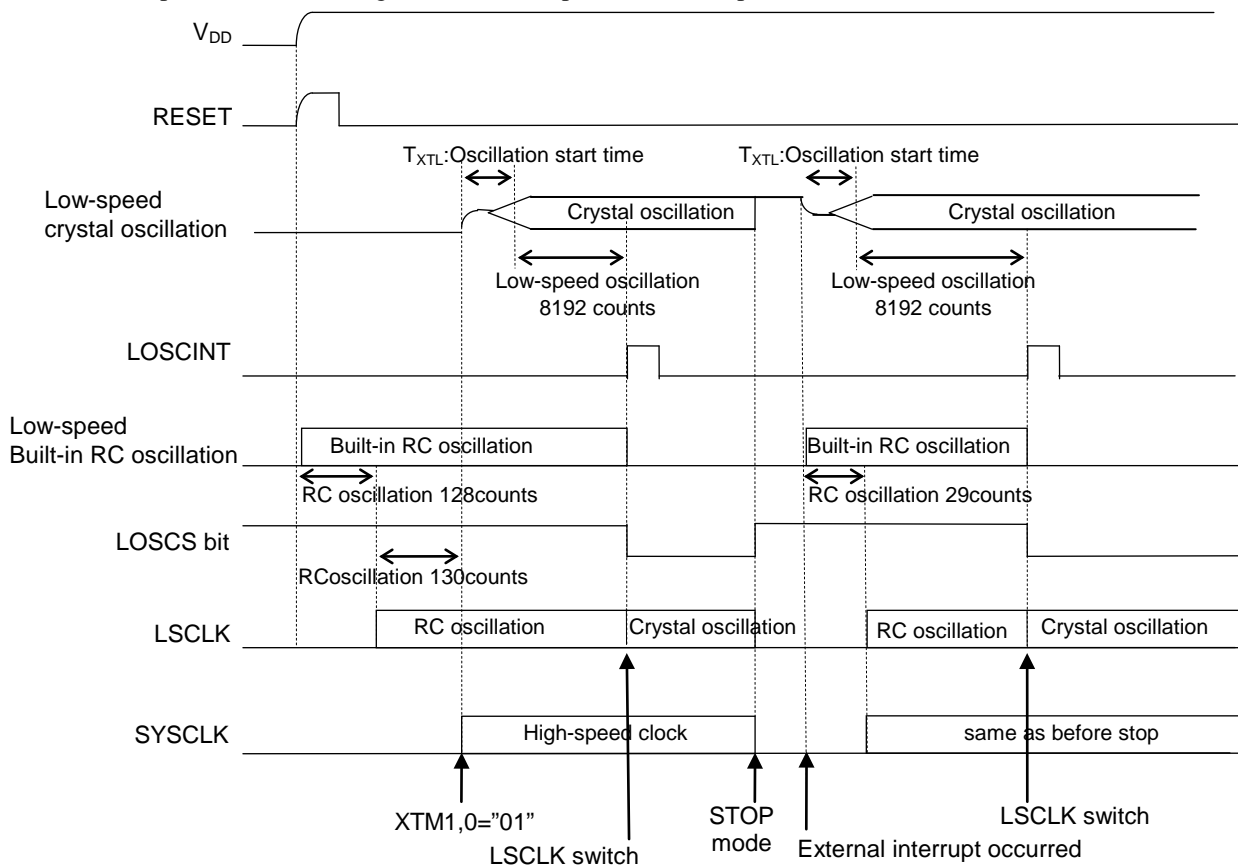 VDD
RESET
TXTL:Oscillation start time
TXTL:Oscillation start time
Low-speed
crystal oscillation
Crystal oscillation
Crystal oscillation
Low-speed oscillation
8192 counts
Low-speed oscillation
8192 counts
LOSCINT
Low-speed
Built-in RC oscillation
Built-in RC oscillation
Built-in RC oscillation
RC oscillation 128counts
RC oscillation 29counts
LOSCS bit
RCoscillation 130counts
LSCLK
RC oscillation
Crystal oscillation
RC oscillation
Crystal oscillation
SYSCLK
High-speed clock
same as before stop
XTM1,0=”01”
LSCLK switch
STOP
mode
External interrupt occurred
LSCLK switch